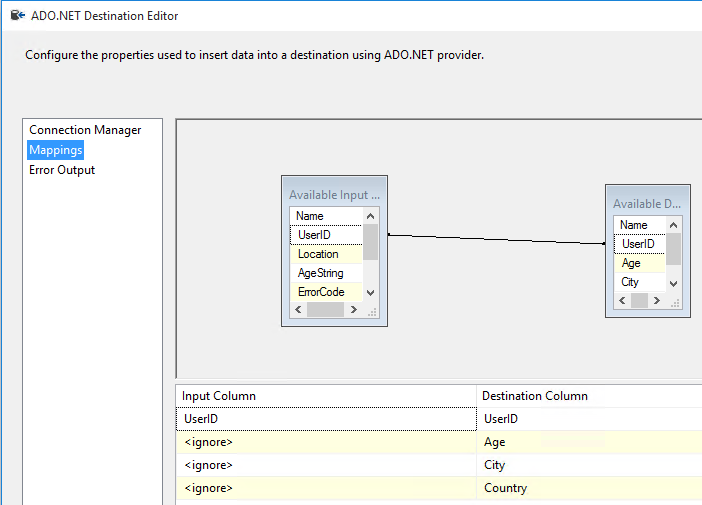 ADO.NET Destination Editor
Configure the properties used to insert data into a destination using ADO.NET provider.
Connection Manager
Mappings
Error Output
Available Input ...
Name
UserID
Location
AgeString
ErrorCode
Available D...
Name
UserID
Age
City
Input Column Destination Column
UserID UserID
<ignore> Age
<ignore> City
<ignore> Country